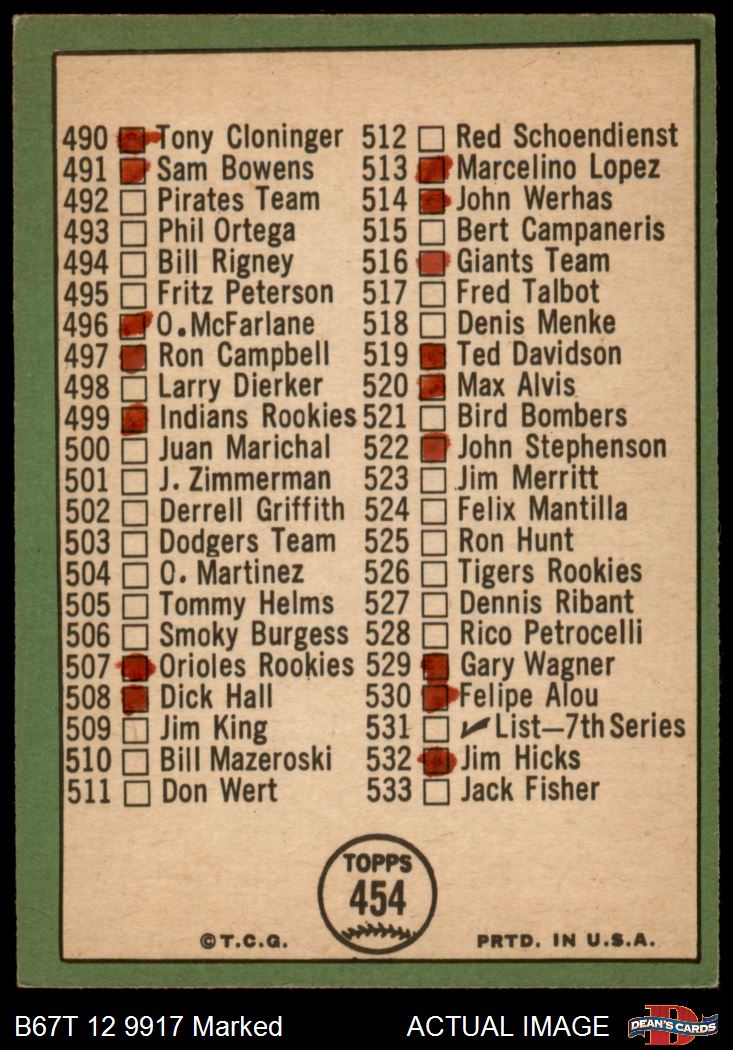 490 Tony Cloninger
491 Sam Bowens
492 Pirates Team
493 Phil Ortega
494 Bill Rigney
495 Fritz Peterson
496 O. McFarlane
497 Ron Campbell
498 Larry Dierker
499 Indians Rookies
500 Juan Marichal
501 J. Zimmerman
502 Derrell Griffith
503 Dodgers Team
504 O. Martinez
505 Tommy Helms
506 Smoky Burgess
507 Orioles Rookies
508 Dick Hall
509 Jim King
510 Bill Mazeroski
511 Don Wert
512 Red Schoendienst
513 Marcelino Lopez
514 John Werhas
515 Bert Campaneris
516 Giants Team
517 Fred Talbot
518 Denis Menke
519 Ted Davidson
520 Max Alvis
521 Bird Bombers
522 John Stephenson
523 Jim Merritt
524 Felix Mantilla
525 Ron Hunt
526 Tigers Rookies
527 Dennis Ribant
528 Rico Petrocelli
529 Gary Wagner
530 Felipe Alou
531 ✓ List—7th Series
532 Jim Hicks
533 Jack Fisher
TOPPS
454
©T.C.G.
PRTD. IN U.S.A.
B67T 12 9917 Marked
ACTUAL IMAGE
DEAN'S CARDS